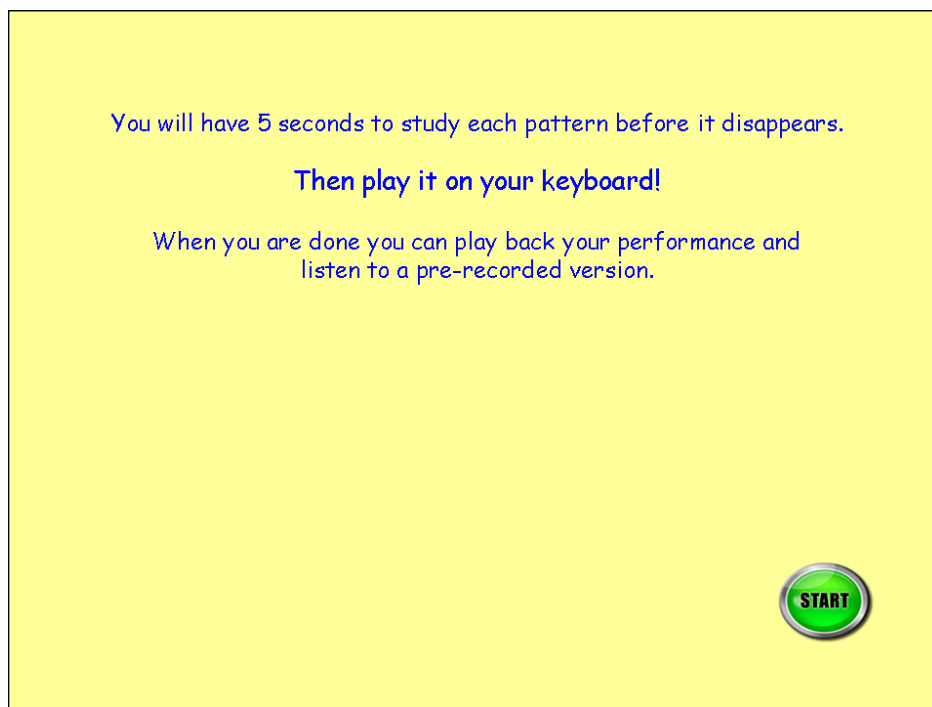 You will have 5 seconds to study each pattern before it disappears.
Then play it on your keyboard!
When you are done you can play back your performance and
listen to a pre-recorded version.
START